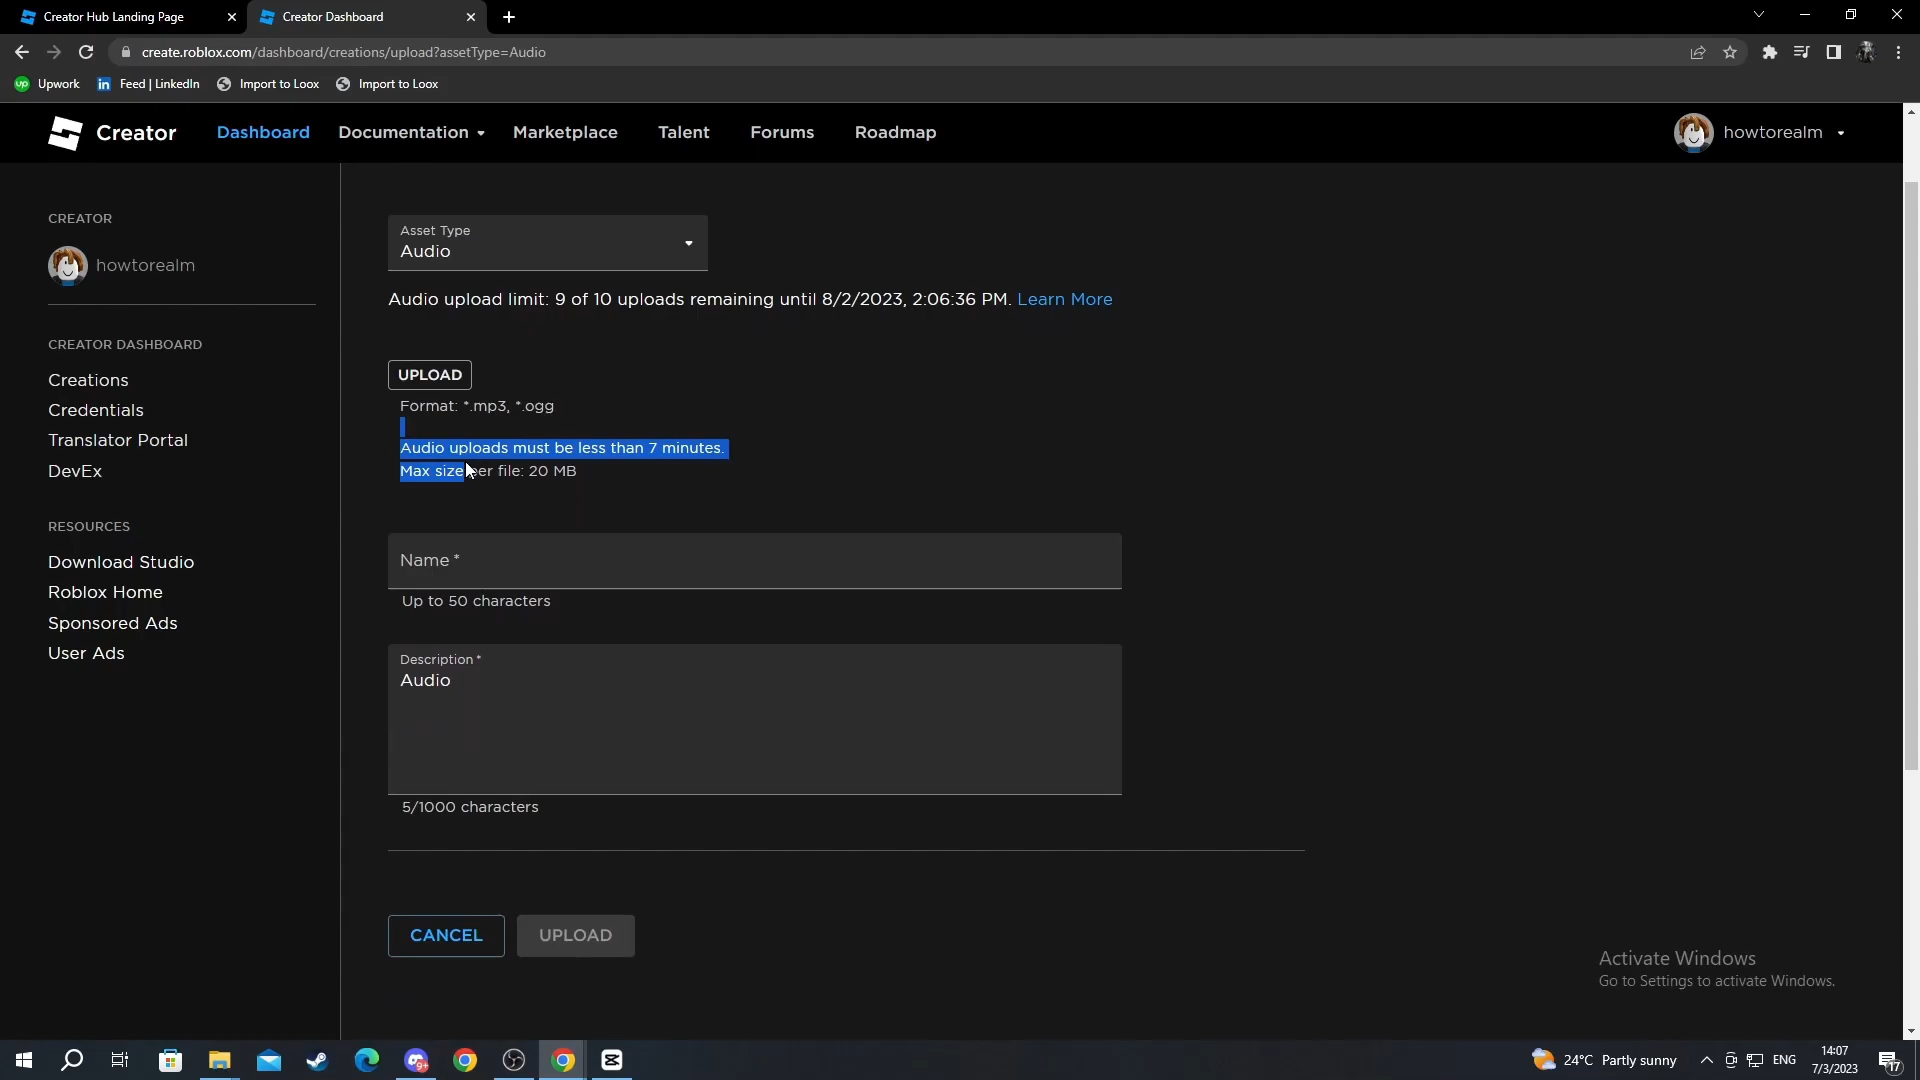 Creator Hub Landing Page
Creator Dashboard
create.roblox.com/dashboard/creations/upload?assetType=Audio
up Upwork
in Feed | LinkedIn
Import to Loox
Import to Loox
Creator
Dashboard
Documentation
Marketplace
Talent
Forums
Roadmap
howtorealm
CREATOR
howtorealm
CREATOR DASHBOARD
Creations
Credentials
Translator Portal
DevEx
RESOURCES
Download Studio
Roblox Home
Sponsored Ads
User Ads
Asset Type
Audio
Audio upload limit: 9 of 10 uploads remaining until 8/2/2023, 2:06:36 PM. Learn More
UPLOAD
Format: *.mp3, *.ogg
Audio uploads must be less than 7 minutes.
Max size per file: 20 MB
Name *
Up to 50 characters
Description *
Audio
5/1000 characters
CANCEL
UPLOAD
Activate Windows
Go to Settings to activate Windows.
9+
24°C Partly sunny
ENG
14:07
7/3/2023
17